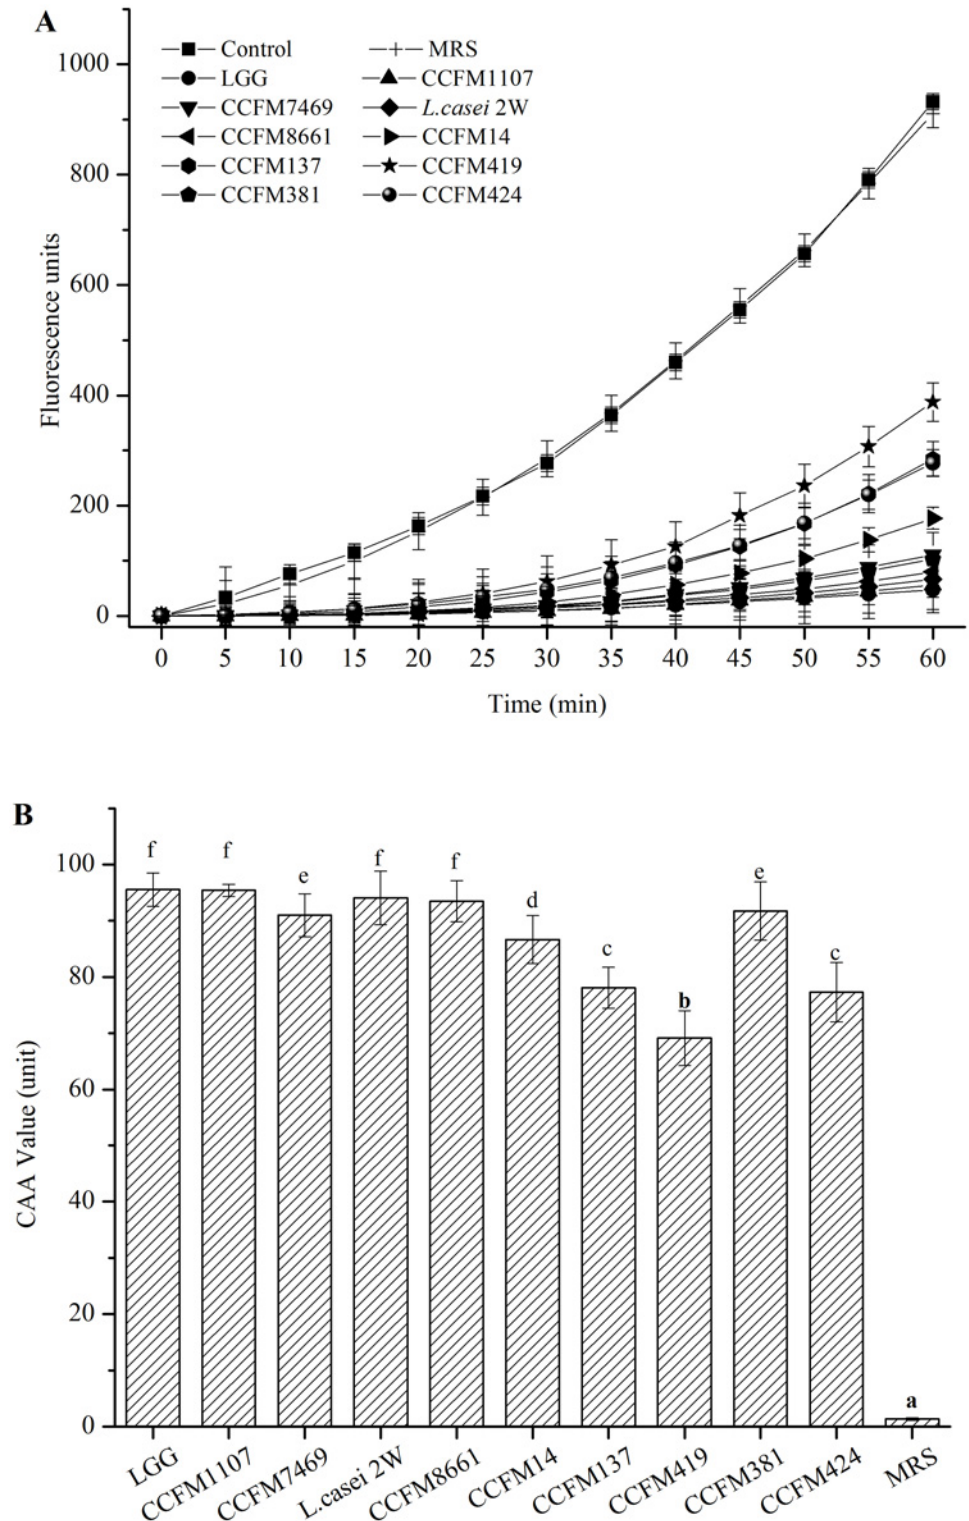 A
Control MRS
LGG CCFM1107
CCFM7469 L.casei 2W
CCFM8661 CCFM14
CCFM137 CCFM419
CCFM381 CCFM424
1000
800
600
400
200
0
Fluorescence units
0 5 10 15 20 25 30 35 40 45 50 55 60
Time (min)
B
f f e f f d c b e c a
100
80
60
40
20
0
CAA Value (unit)
LGG CCFM1107 CCFM7469 L.casei 2W CCFM8661 CCFM14 CCFM137 CCFM419 CCFM381 CCFM424 MRS